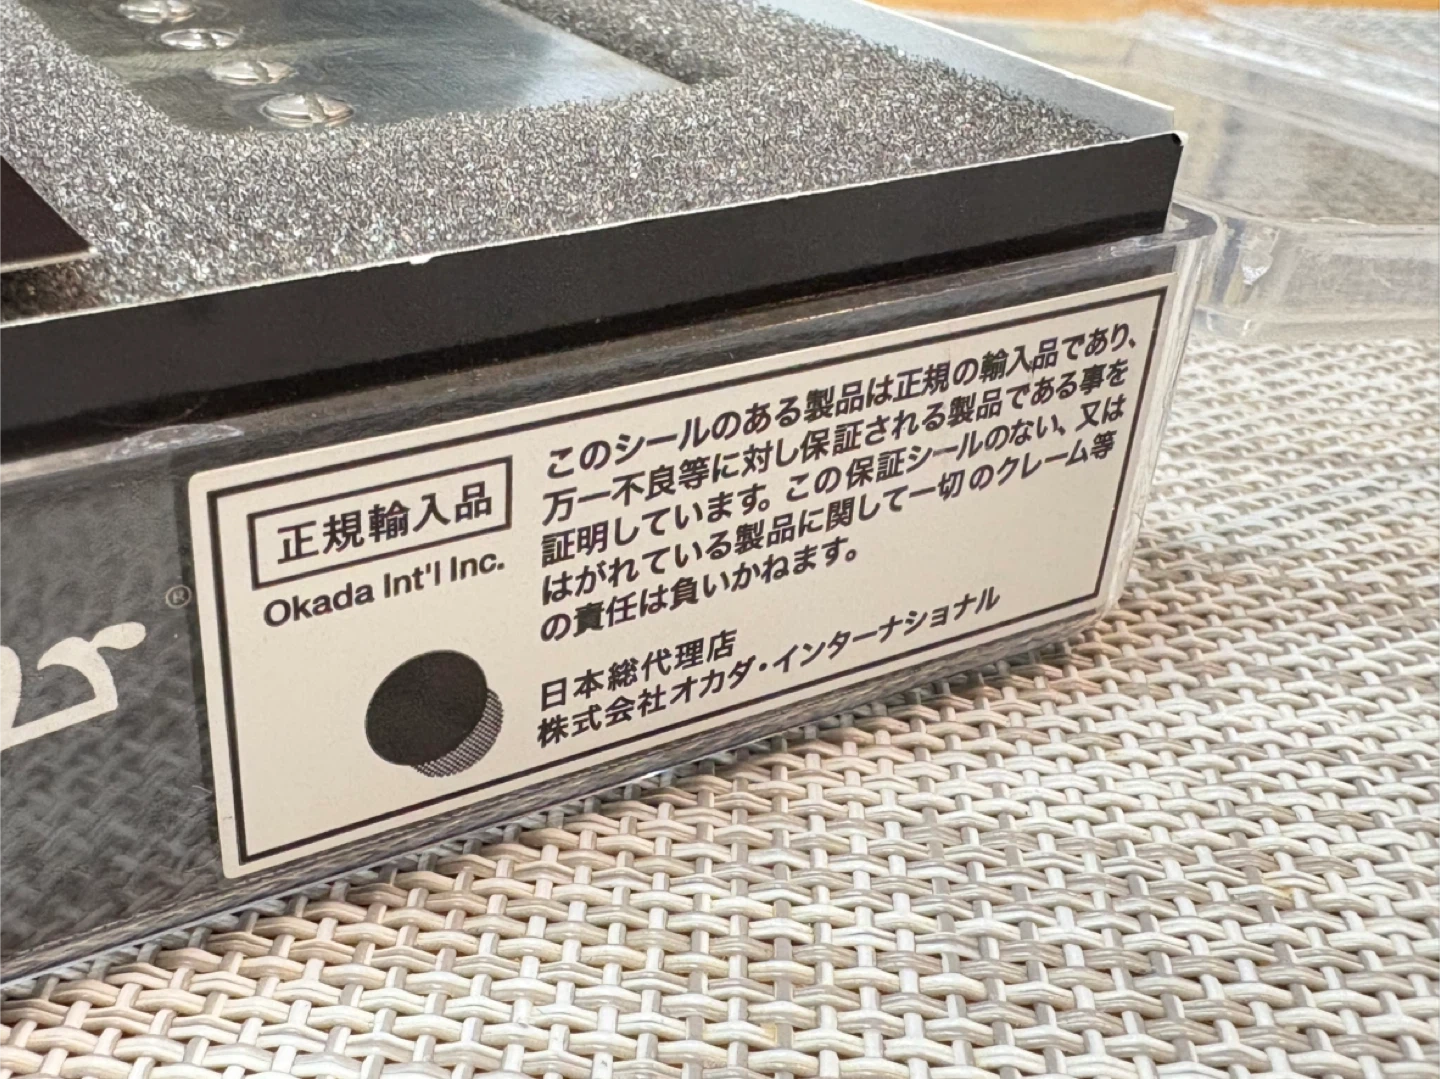 正規輸入品
Okada Int'l Inc.
このシールのある製品は正規の輸入品であり、
万一不良等に対し保証される製品である事を
証明しています。この保証シールのない、又は
はがれている製品に関して一切のクレーム等
の責任は負いかねます。
日本総代理店
株式会社オカダ・インターナショナル
®